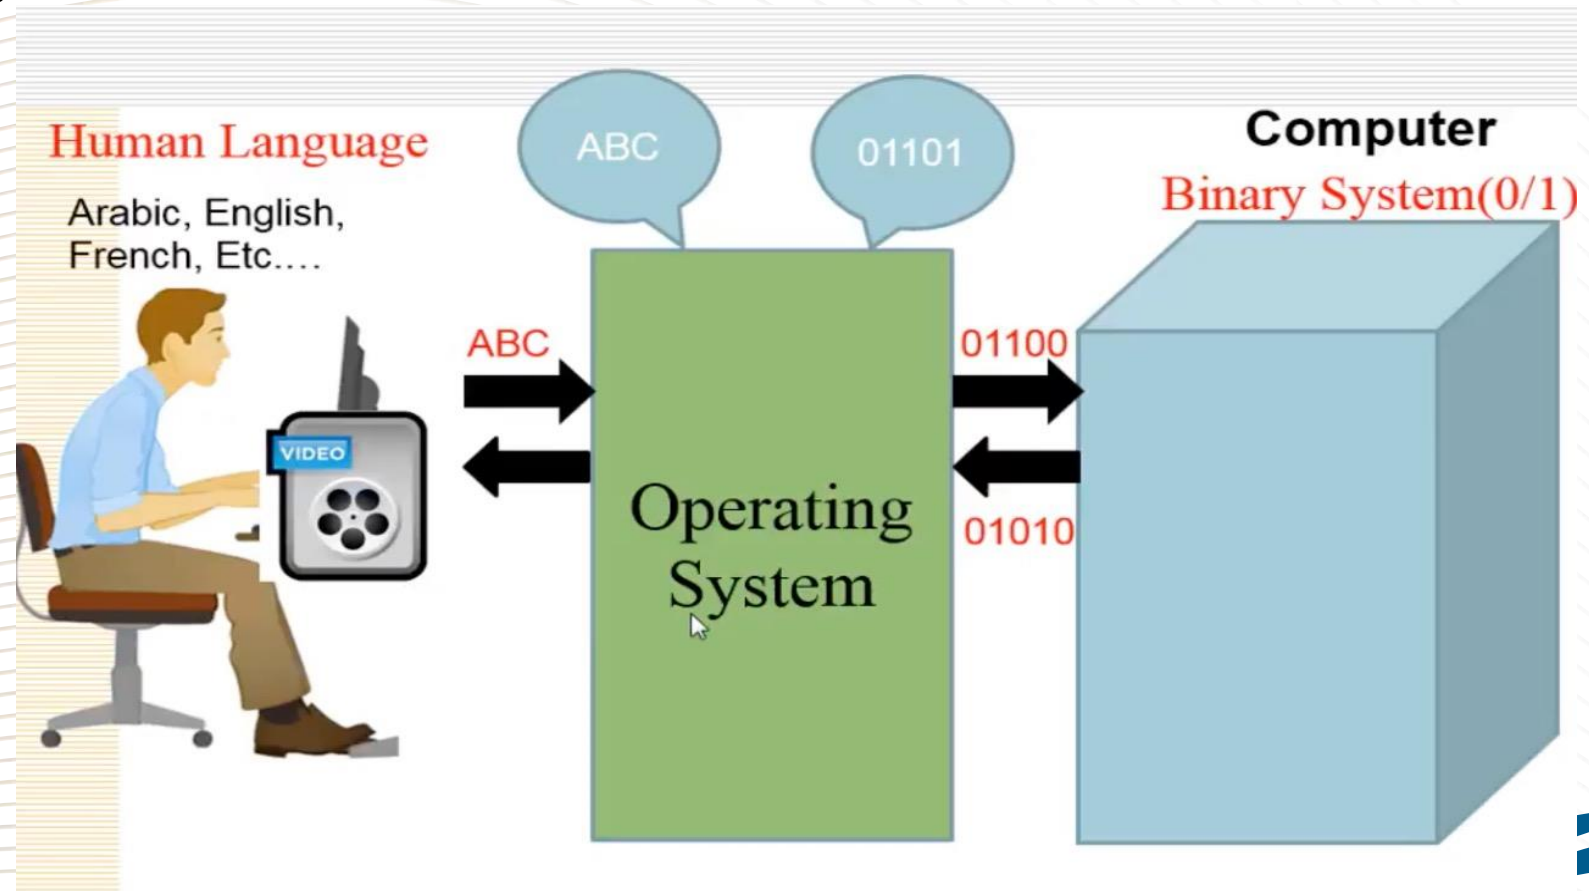 Human Language
Arabic, English,
French, Etc....
VIDEO
ABC
ABC
01101
Operating
System
01100
01010
Computer
Binary System(0/1)